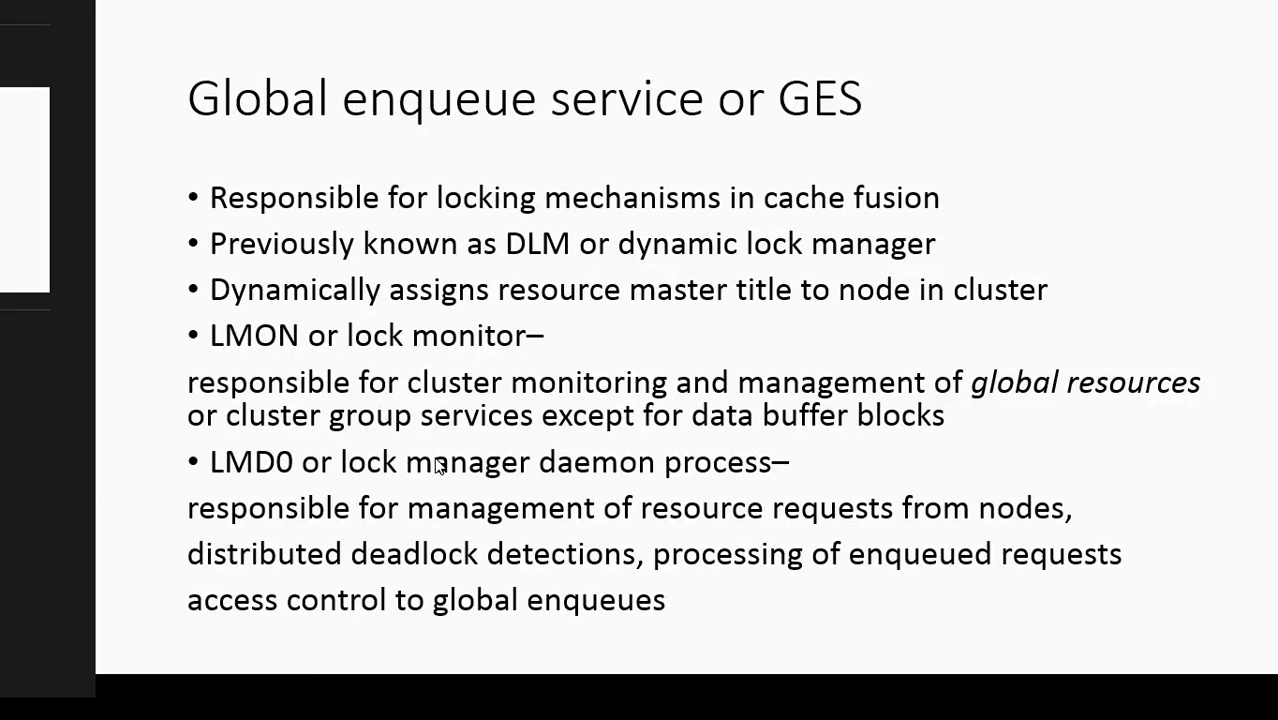 Global enqueue service or GES
• Responsible for locking mechanisms in cache fusion
• Previously known as DLM or dynamic lock manager
• Dynamically assigns resource master title to node in cluster
• LMON or lock monitor–
responsible for cluster monitoring and management of global resources
or cluster group services except for data buffer blocks
• LMD0 or lock manager daemon process–
responsible for management of resource requests from nodes,
distributed deadlock detections, processing of enqueued requests
access control to global enqueues